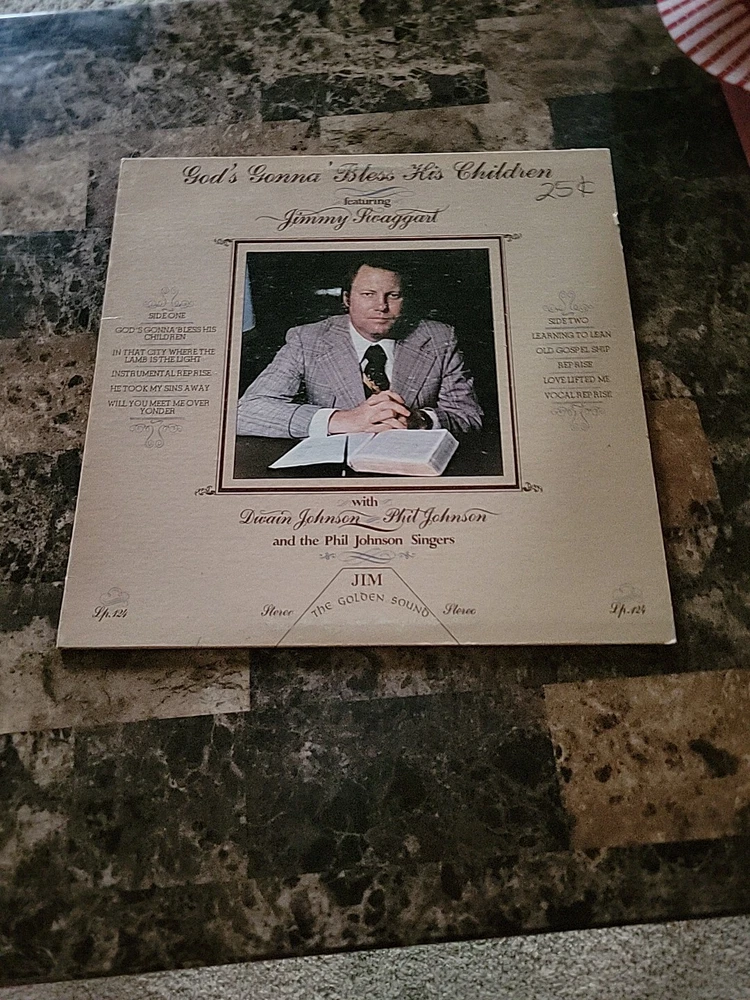 God's Gonna' Bless His Children
25¢
featuring
Jimmy Swaggart
SIDE ONE
GOD'S GONNA' BLESS HIS
CHILDREN
IN THAT CITY WHERE THE
LAMB IS THE LIGHT
INSTRUMENTAL REPRISE
HE TOOK MY SINS AWAY
WILL YOU MEET ME OVER
YONDER
SIDE TWO
LEARNING TO LEAN
OLD GOSPEL SHIP
REPRISE
LOVE LIFTED ME
VOCAL REPRISE
with
Dwain Johnson Phil Johnson
and the Phil Johnson Singers
JIM
THE GOLDEN SOUND
Lp. 124 Stereo Stereo Lp. 124